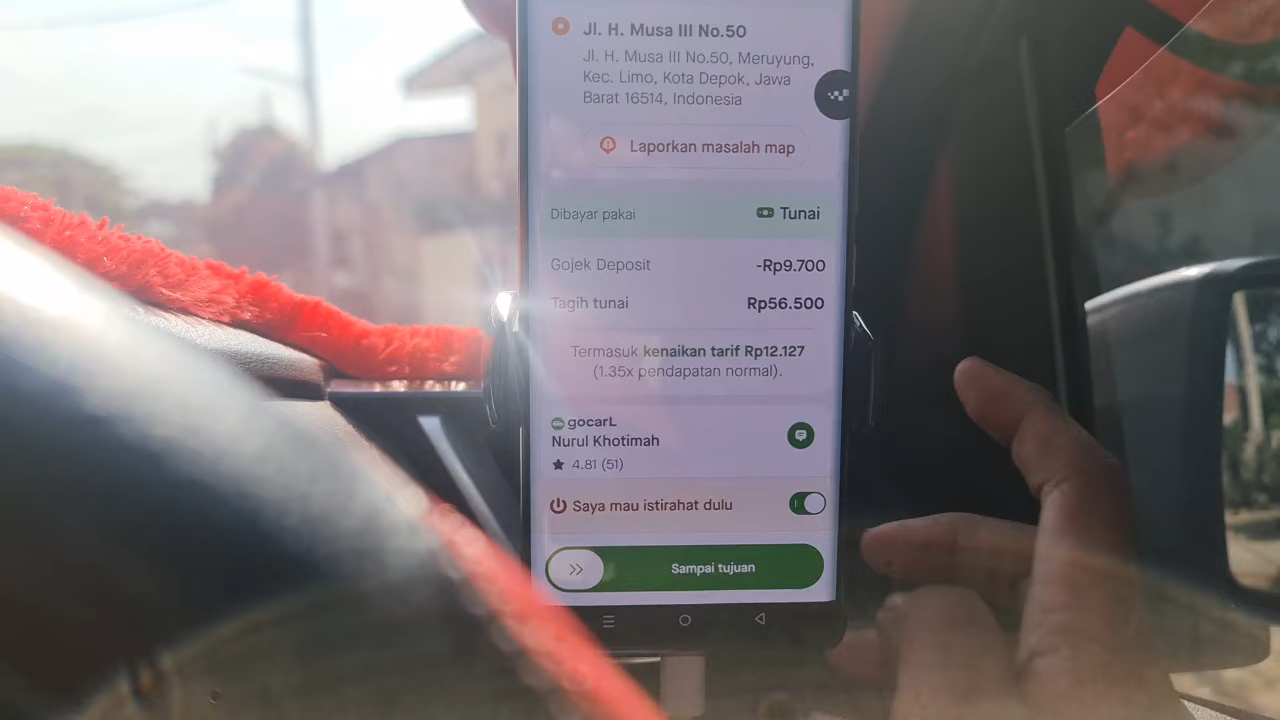 Jl. H. Musa III No.50
Jl. H. Musa III No.50, Meruyung,
Kec. Limo, Kota Depok, Jawa
Barat 16514, Indonesia
Laporkan masalah map
Dibayar pakai Tunai
Gojek Deposit -Rp9.700
Tagih tunai Rp56.500
Termasuk kenaikan tarif Rp12.127
(1.35x pendapatan normal).
gocarL
Nurul Khotimah
4.81 (51)
Saya mau istirahat dulu
Sampai tujuan